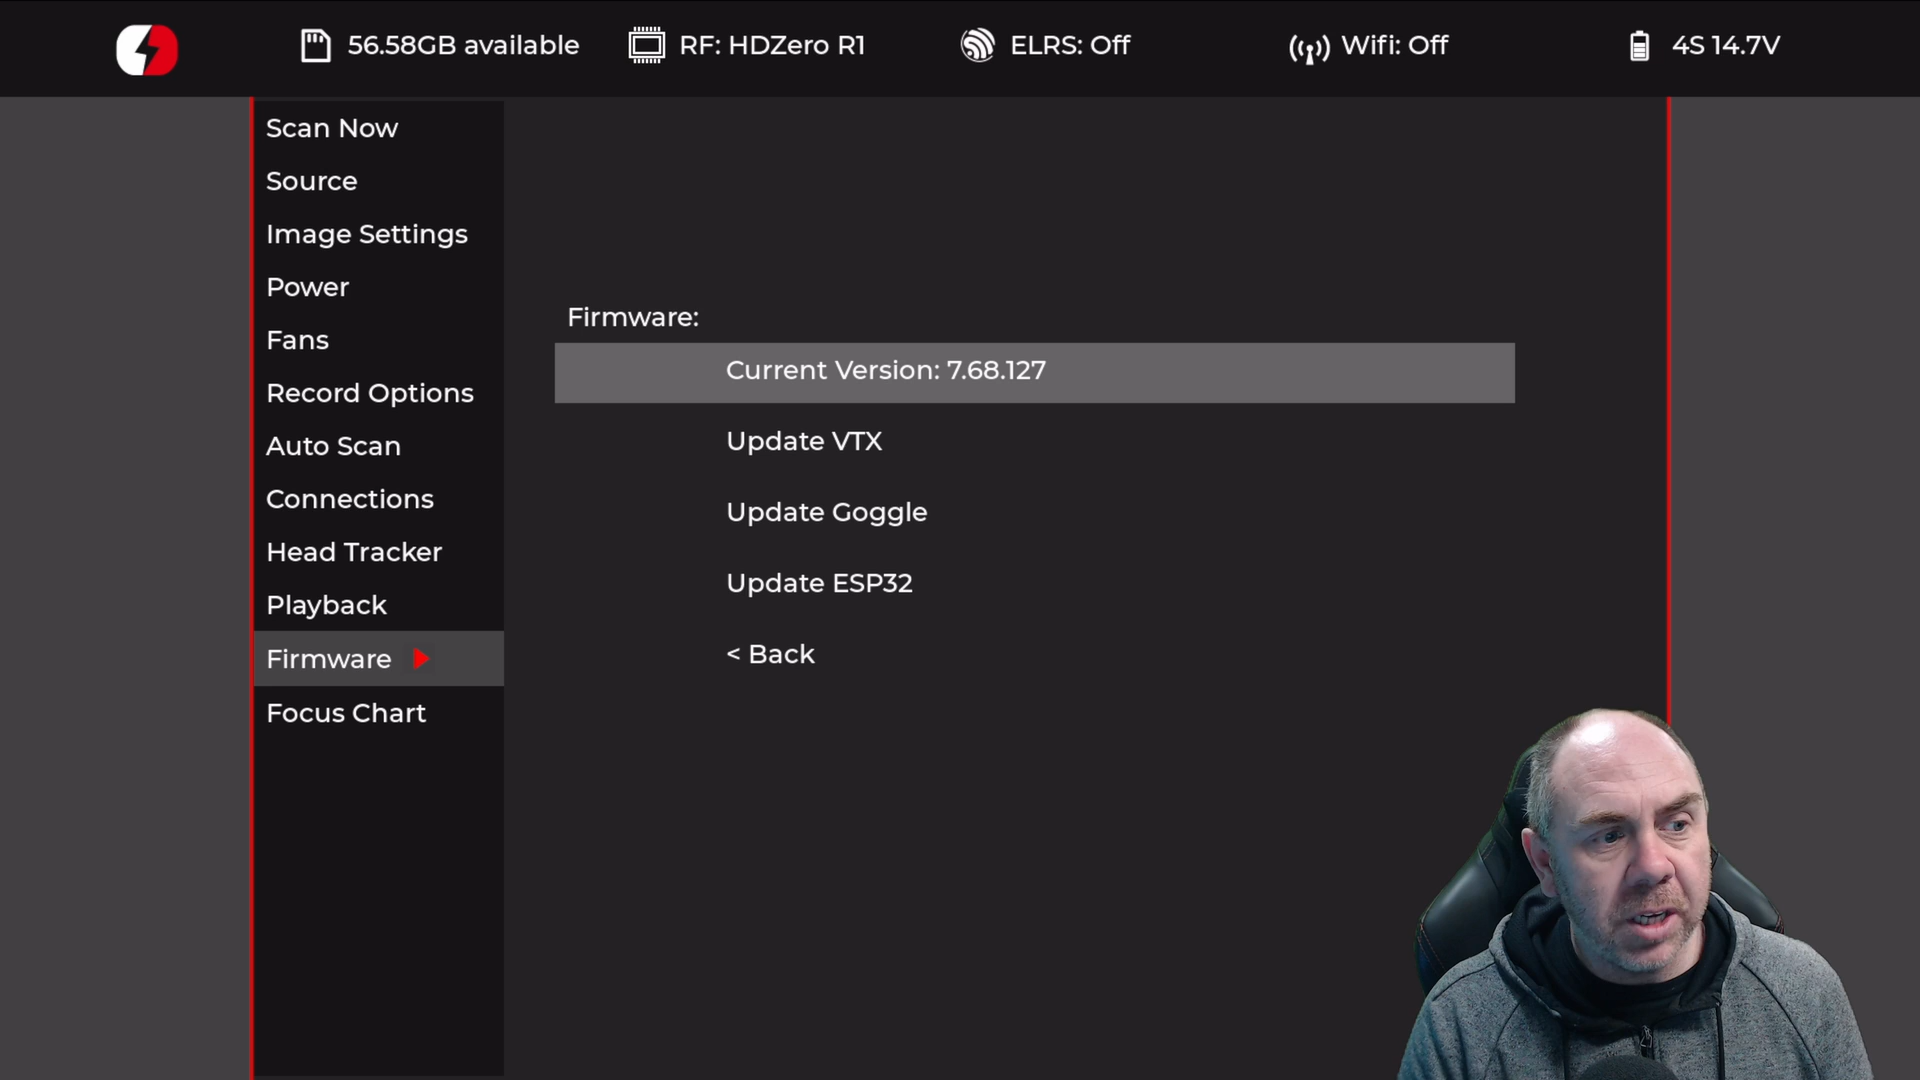 56.58GB available
RF: HDZero R1
ELRS: Off
Wifi: Off
4S 14.7V
Scan Now
Source
Image Settings
Power
Fans
Record Options
Auto Scan
Connections
Head Tracker
Playback
Firmware
Focus Chart
Firmware:
Current Version: 7.68.127
Update VTX
Update Goggle
Update ESP32
< Back